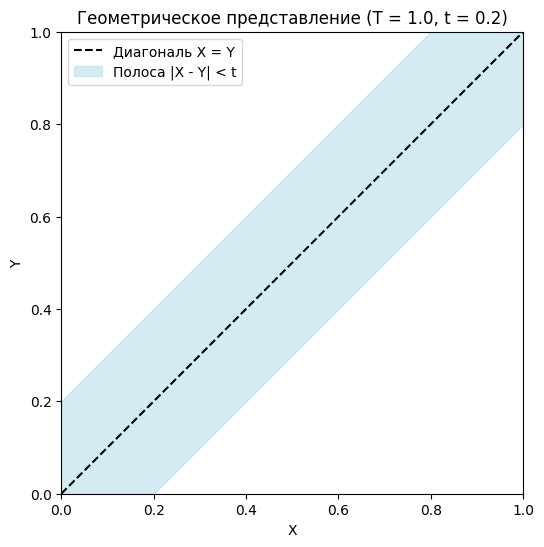 Геометрическое представление (T = 1.0, t = 0.2)
Диагональ X = Y
Полоса |X - Y| < t
1.0
0.8
0.6
0.4
0.2
0.0
Y
0.0 0.2 0.4 0.6 0.8 1.0
X